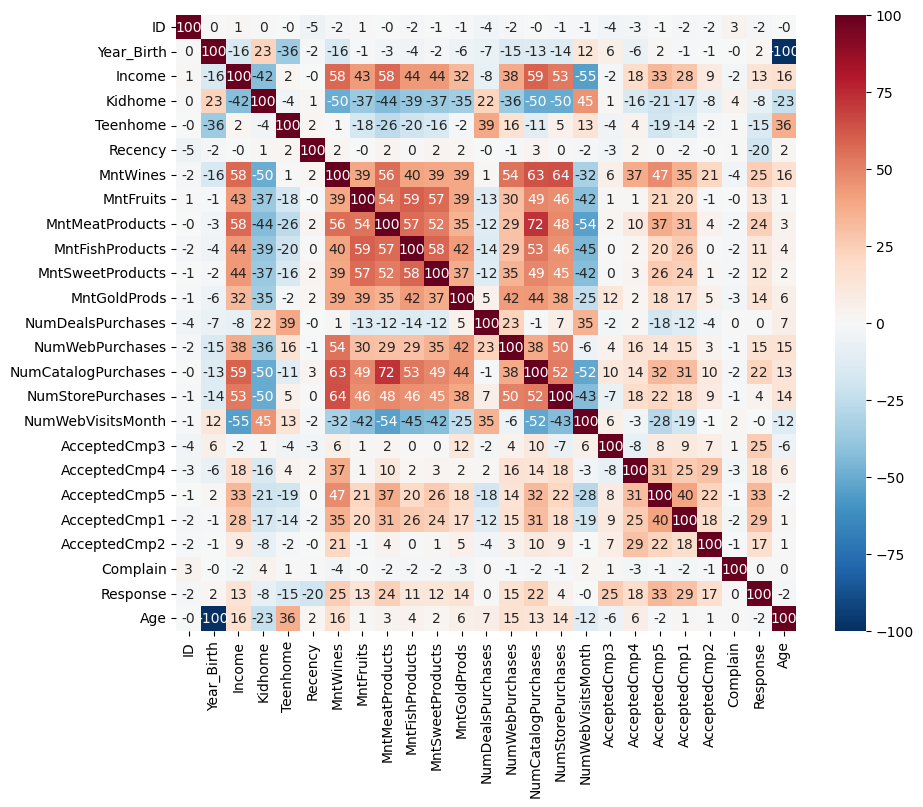 ID 100 0 1 0 -0 -5 -2 1 -0 -2 -1 -1 -4 -2 -0 -1 -1 -4 -3 -1 -2 -2 3 -2 -0
Year_Birth 0 100 -16 23 -36 -2 -16 -1 -3 -4 -2 -6 -7 -15 -13 -14 12 6 -6 2 -1 -1 -0 2 -100
Income 1 -16 100 -42 2 -0 58 43 58 44 44 32 -8 38 59 53 -55 -2 18 33 28 9 -2 13 16
Kidhome 0 23 -42 100 -4 1 -50 -37 -44 -39 -37 -35 22 -36 -50 -50 45 1 -16 -21 -17 -8 4 -8 -23
Teenhome -0 -36 2 -4 100 2 1 -18 -26 -20 -16 -2 39 16 -11 5 13 -4 4 -19 -14 -2 1 -15 36
Recency -5 -2 -0 1 2 100 2 -0 2 0 2 2 -0 -1 3 0 -2 -3 2 0 -2 -0 1 -20 2
MntWines -2 -16 58 -50 1 2 100 39 56 40 39 39 1 54 63 64 -32 6 37 47 35 21 -4 25 16
MntFruits 1 -1 43 -37 -18 -0 39 100 54 59 57 39 -13 30 49 46 -42 1 1 21 20 -1 -0 13 1
MntMeatProducts -0 -3 58 -44 -26 2 56 54 100 57 52 35 -12 29 72 48 -54 2 10 37 31 4 -2 24 3
MntFishProducts -2 -4 44 -39 -20 0 40 59 57 100 58 42 -14 29 53 46 -45 0 2 20 26 0 -2 11 4
MntSweetProducts -1 -2 44 -37 -16 2 39 57 52 58 100 37 -12 35 49 45 -42 0 3 26 24 1 -2 12 2
MntGoldProds -1 -6 32 -35 -2 2 39 39 35 42 37 100 5 42 44 38 -25 12 2 18 17 5 -3 14 6
NumDealsPurchases -4 -7 -8 22 39 -0 1 -13 -12 -14 -12 5 100 23 -1 7 35 -2 2 -18 -12 -4 0 0 7
NumWebPurchases -2 -15 38 -36 16 -1 54 30 29 29 35 42 23 100 38 50 -6 4 16 14 15 3 -1 15 15
NumCatalogPurchases -0 -13 59 -50 -11 3 63 49 72 53 49 44 -1 38 100 52 -52 10 14 32 31 10 -2 22 13
NumStorePurchases -1 -14 53 -50 5 0 64 46 48 46 45 38 7 50 52 100 -43 -7 18 22 18 9 -1 4 14
NumWebVisitsMonth -1 12 -55 45 13 -2 -32 -42 -54 -45 -42 -25 35 -6 -52 -43 100 6 -3 -28 -19 -1 2 -0 -12
AcceptedCmp3 -4 6 -2 1 -4 -3 6 1 2 0 0 12 -2 4 10 -7 6 100 -8 8 9 7 1 25 -6
AcceptedCmp4 -3 -6 18 -16 4 2 37 1 10 2 3 2 2 16 14 18 -3 -8 100 31 25 29 -3 18 6
AcceptedCmp5 -1 2 33 -21 -19 0 47 21 37 20 26 18 -18 14 32 22 -28 8 31 100 40 22 -1 33 -2
AcceptedCmp1 -2 -1 28 -17 -14 -2 35 20 31 26 24 17 -12 15 31 18 -19 9 25 40 100 18 -2 29 1
AcceptedCmp2 -2 -1 9 -8 -2 -0 21 -1 4 0 1 5 -4 3 10 9 -1 7 29 22 18 100 -1 17 1
Complain 3 -0 -2 4 1 1 -4 -0 -2 -2 -2 -3 0 -1 -2 -1 2 1 -3 -1 -2 -1 100 0 0
Response -2 2 13 -8 -15 -20 25 13 24 11 12 14 0 15 22 4 -0 25 18 33 29 17 0 100 -2
Age -0 -100 16 -23 36 2 16 1 3 4 2 6 7 15 13 14 -12 -6 6 -2 1 1 0 -2 100
ID Year_Birth Income Kidhome Teenhome Recency MntWines MntFruits MntMeatProducts MntFishProducts MntSweetProducts MntGoldProds NumDealsPurchases NumWebPurchases NumCatalogPurchases NumStorePurchases NumWebVisitsMonth AcceptedCmp3 AcceptedCmp4 AcceptedCmp5 AcceptedCmp1 AcceptedCmp2 Complain Response Age
100
75
50
25
0
−25
−50
−75
−100